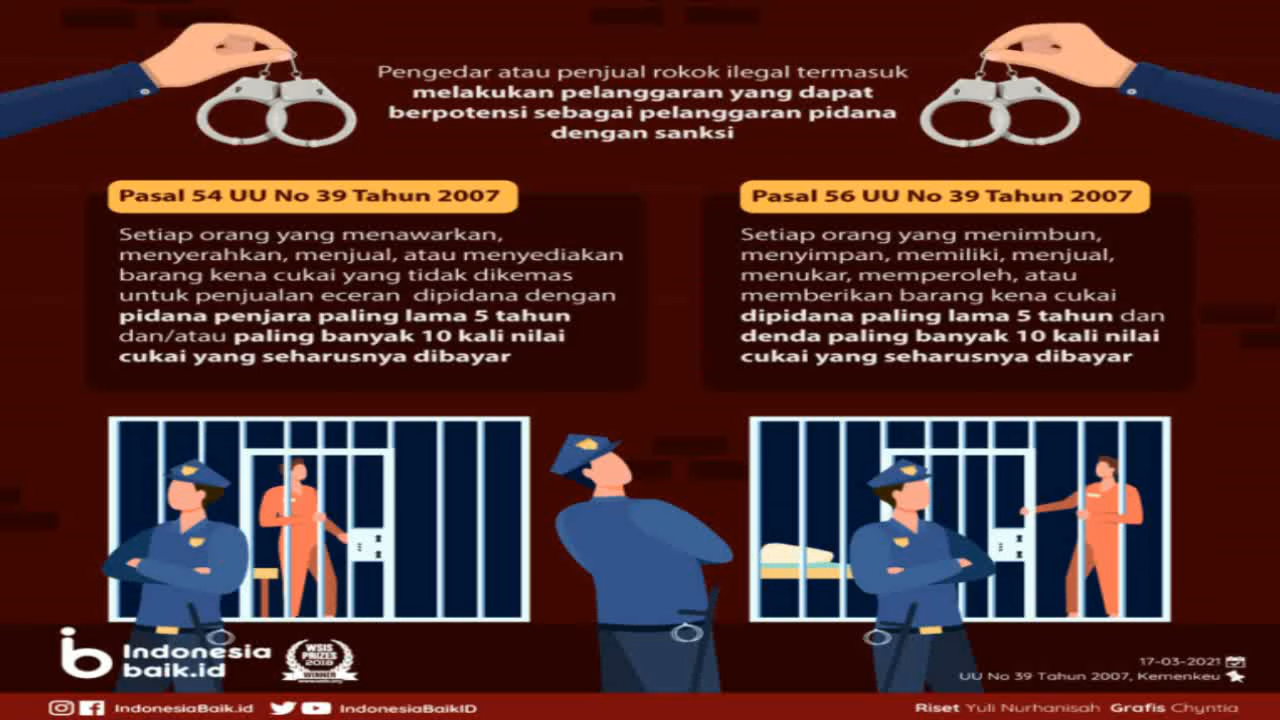 Pengedar atau penjual rokok ilegal termasuk
melakukan pelanggaran yang dapat
berpotensi sebagai pelanggaran pidana
dengan sanksi
Pasal 54 UU No 39 Tahun 2007
Setiap orang yang menawarkan,
menyerahkan, menjual, atau menyediakan
barang kena cukai yang tidak dikemas
untuk penjualan eceran dipidana dengan
pidana penjara paling lama 5 tahun
dan/atau paling banyak 10 kali nilai
cukai yang seharusnya dibayar
Pasal 56 UU No 39 Tahun 2007
Setiap orang yang menimbun,
menyimpan, memiliki, menjual,
menukar, memperoleh, atau
memberikan barang kena cukai
dipidana paling lama 5 tahun dan
denda paling banyak 10 kali nilai
cukai yang seharusnya dibayar
Indonesia
baik.id
WSIS
PRIZES
2018
WINNER
17-03-2021
UU No 39 Tahun 2007, Kemenkeu
IndonesiaBaik.id
IndonesiaBaikID
Riset Yuli Nurhanisah Grafis Chyntia